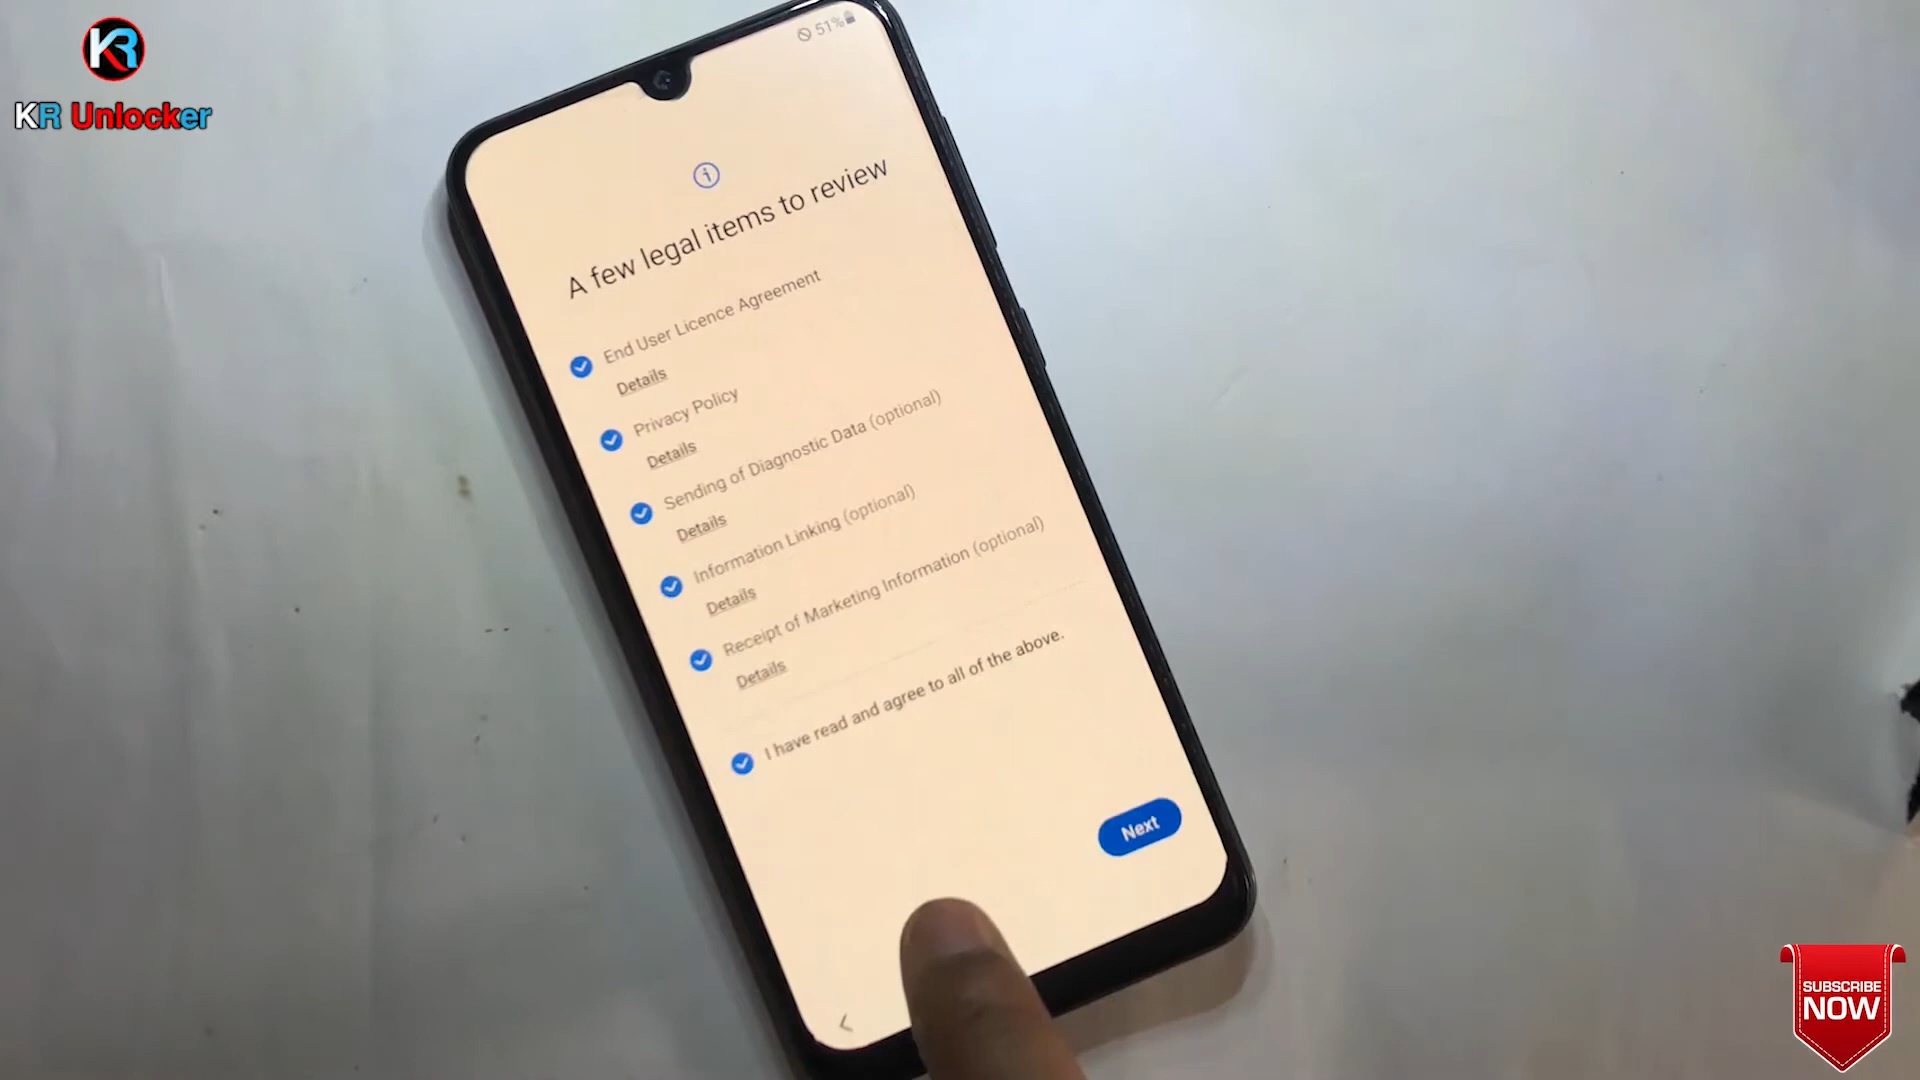 KR
KR Unlocker
51%
A few legal items to review
End User Licence Agreement
Details
Privacy Policy
Details
Sending of Diagnostic Data (optional)
Details
Information Linking (optional)
Details
Receipt of Marketing Information (optional)
Details
I have read and agree to all of the above.
Next
SUBSCRIBE
NOW